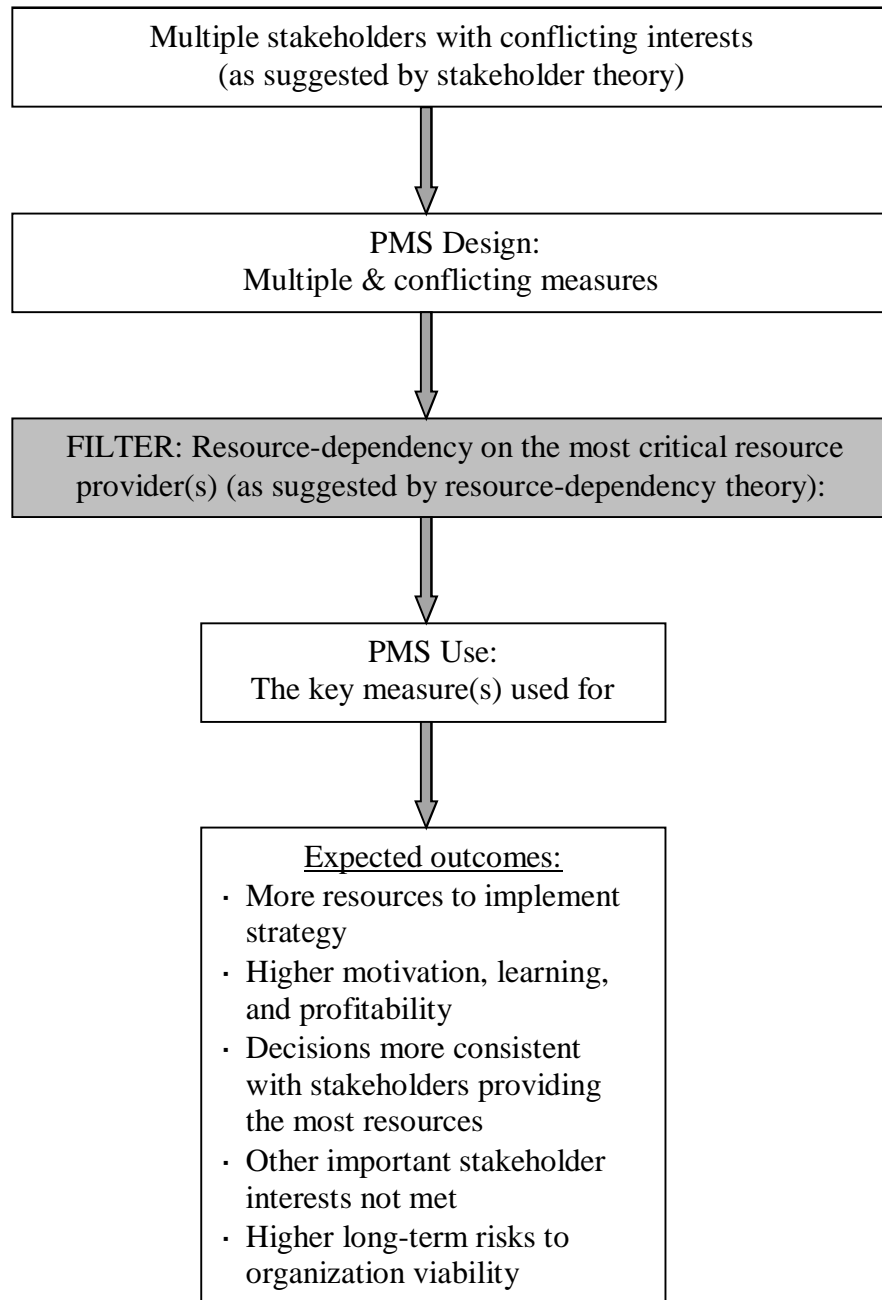 Multiple stakeholders with conflicting interests
(as suggested by stakeholder theory)
PMS Design:
Multiple & conflicting measures
FILTER: Resource-dependency on the most critical resource
provider(s) (as suggested by resource-dependency theory):
PMS Use:
The key measure(s) used for
Expected outcomes:
· More resources to implement
strategy
· Higher motivation, learning,
and profitability
· Decisions more consistent
with stakeholders providing
the most resources
· Other important stakeholder
interests not met
· Higher long-term risks to
organization viability